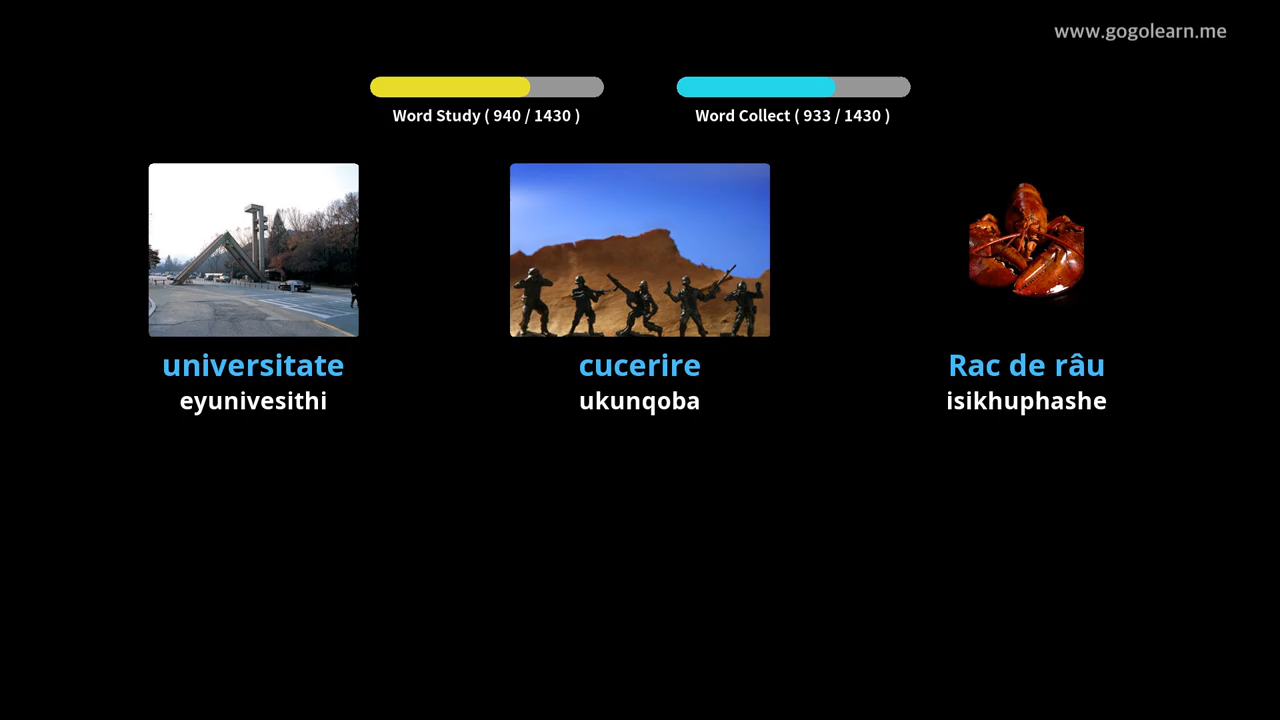 www.gogolearn.me
Word Study ( 940 / 1430 )
Word Collect ( 933 / 1430 )
universitate
eyunivesithi
cucerire
ukunqoba
Rac de râu
isikhuphashe